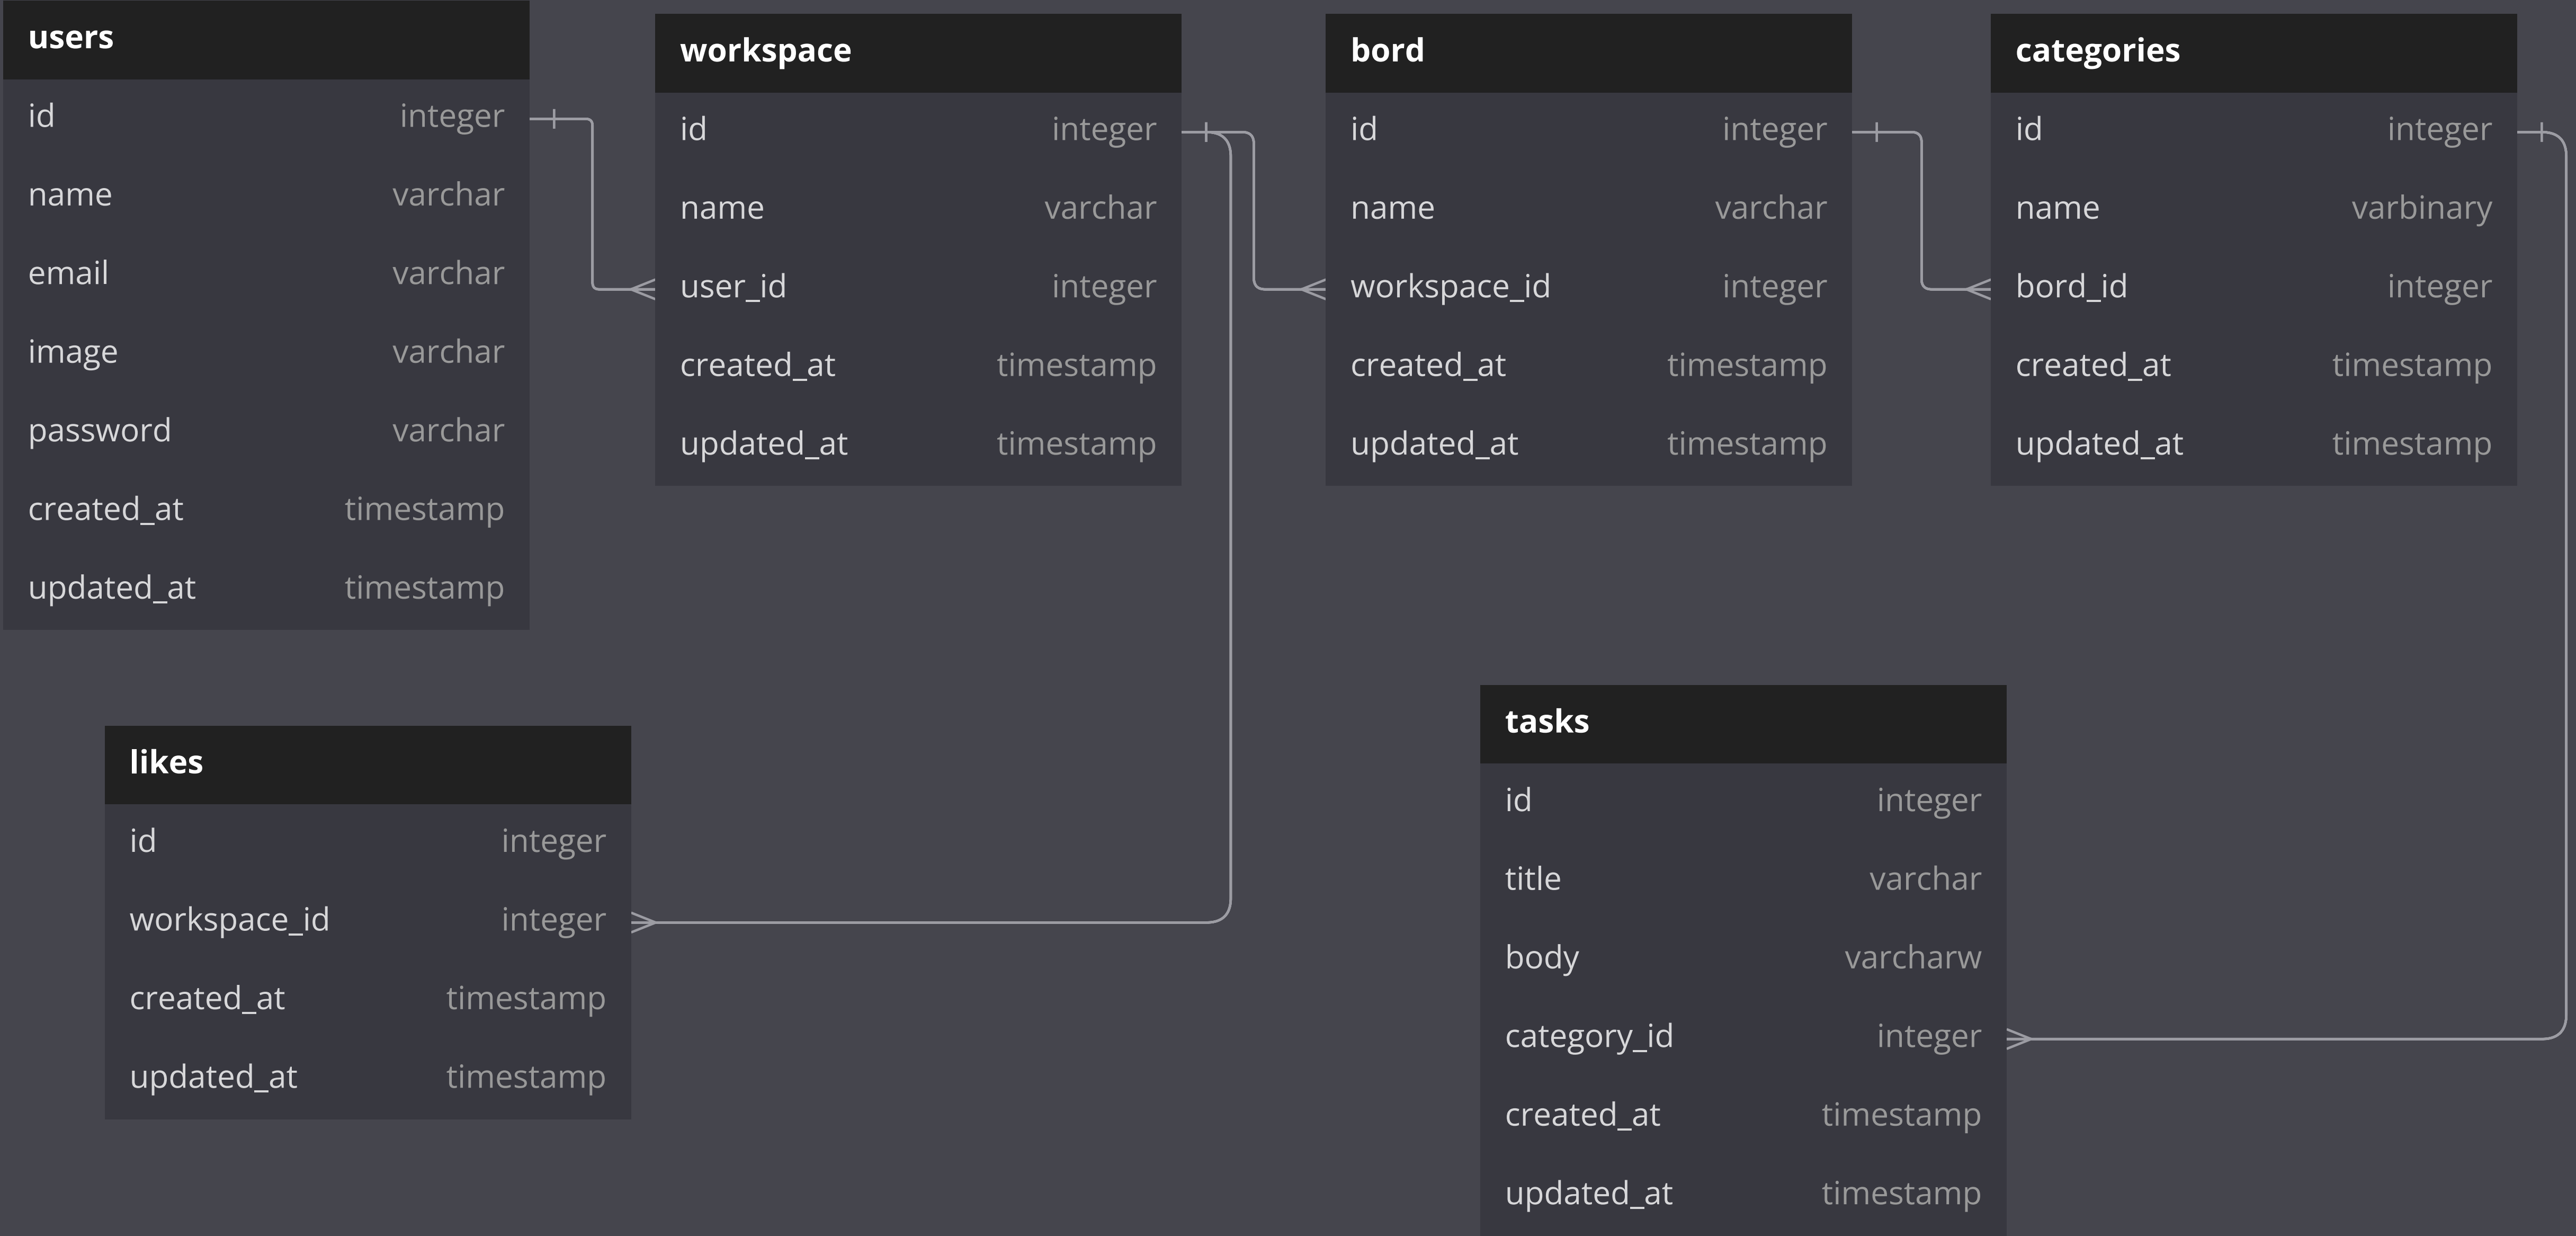 users
id integer
name varchar
email varchar
image varchar
password varchar
created_at timestamp
updated_at timestamp
workspace
id integer
name varchar
user_id integer
created_at timestamp
updated_at timestamp
bord
id integer
name varchar
workspace_id integer
created_at timestamp
updated_at timestamp
categories
id integer
name varbinary
bord_id integer
created_at timestamp
updated_at timestamp
likes
id integer
workspace_id integer
created_at timestamp
updated_at timestamp
tasks
id integer
title varchar
body varcharw
category_id integer
created_at timestamp
updated_at timestamp